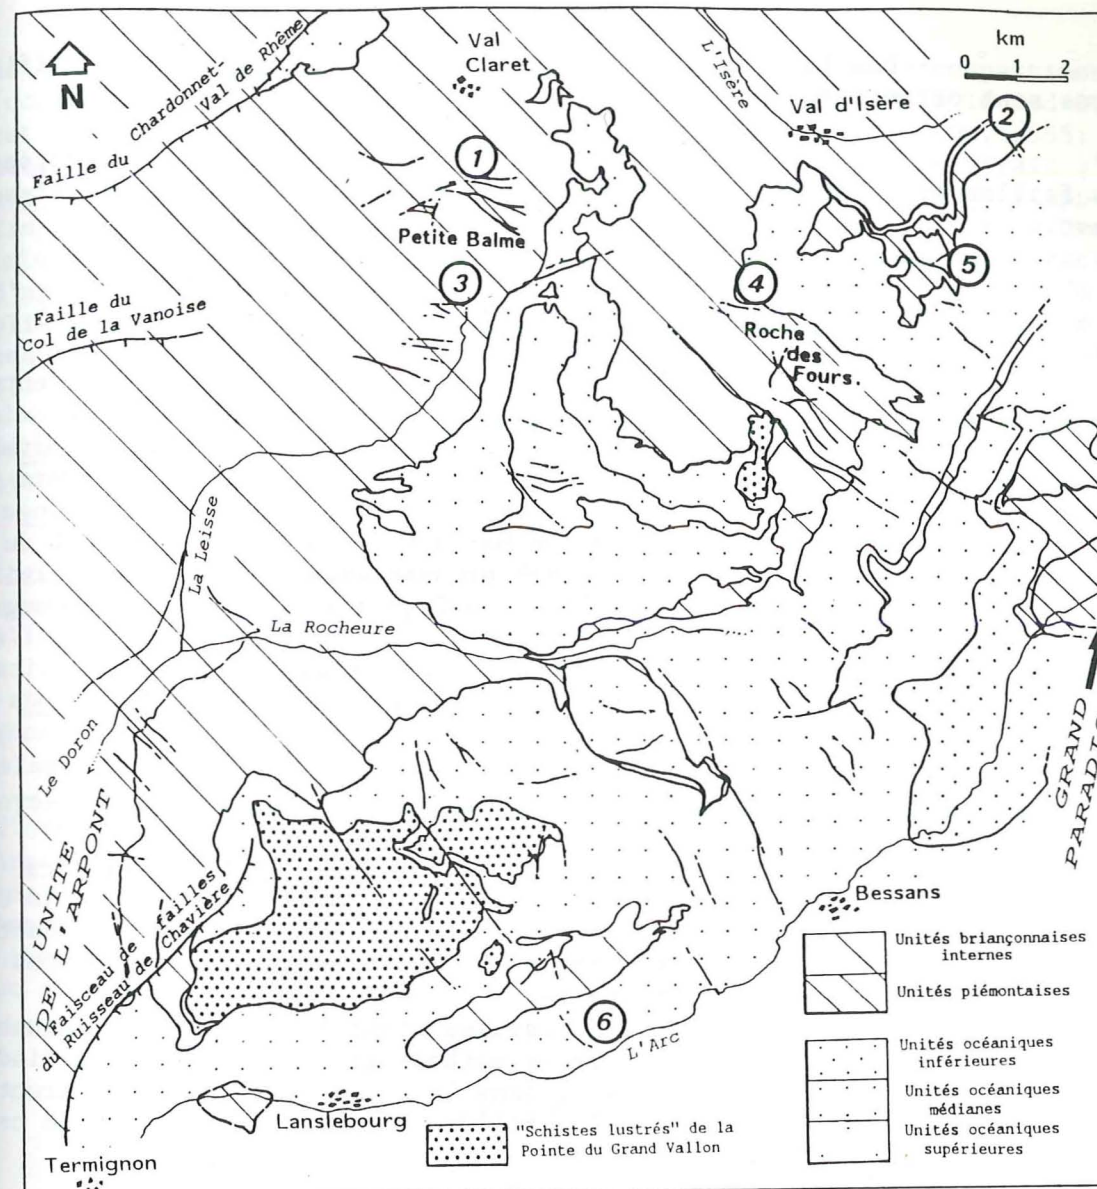 N
Faille du
Chardonnet-
Val de Rhême
Val
Claret
L'Isère
km
0 1 2
Val d'Isère
2
1
Petite Balme
3
4
5
Faille du
Col de la Vanoise
Roche
des
Fours.
La Leisse
La Rocheure
Le Doron
GRAND
UNITE
DE L'ARPONT
Faisceau de failles
du Ruisseau de Chavière
Bessans
6
L'Arc
Lanslebourg
Termignon
Unités briançonnaises
internes
Unités piémontaises
Unités océaniques
inférieures
Unités océaniques
médianes
Unités océaniques
supérieures
"Schistes lustrés" de la
Pointe du Grand Vallon